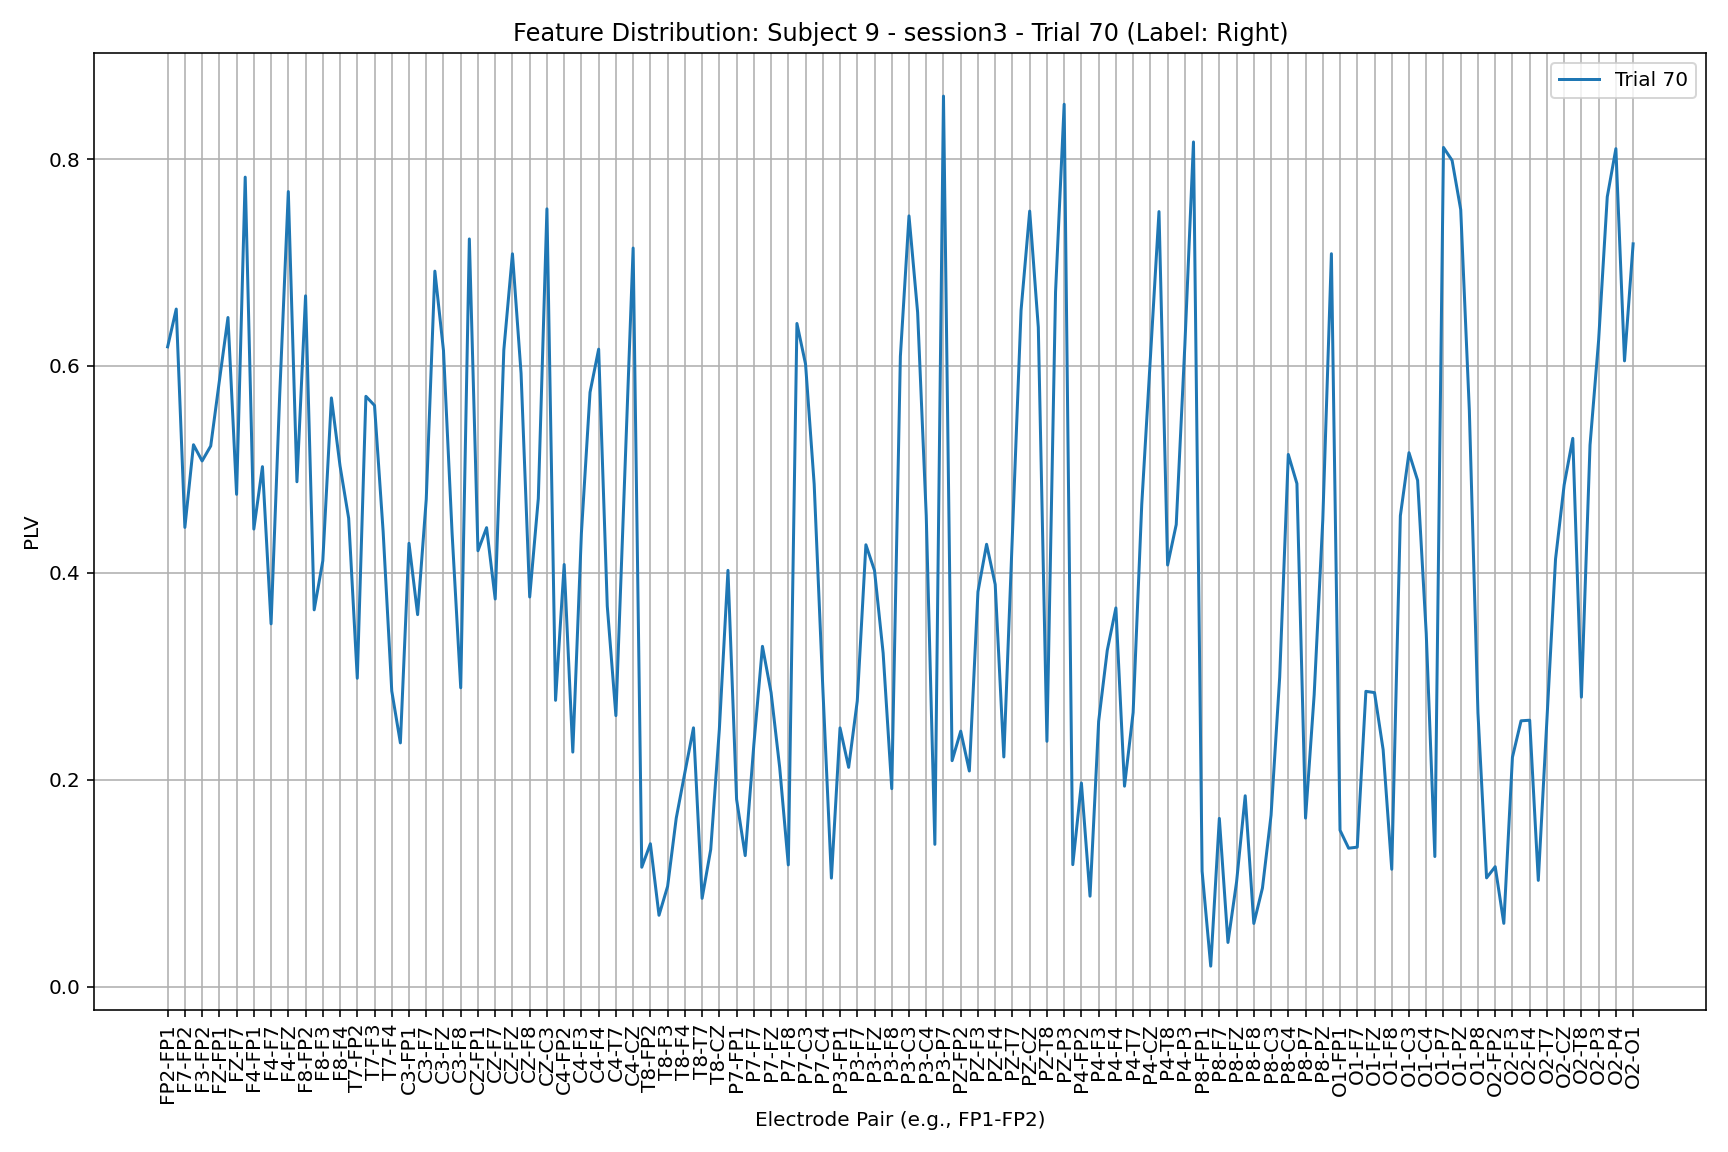 Feature Distribution: Subject 9 - session3 - Trial 70 (Label: Right)
Trial 70
PLV
0.8
0.6
0.4
0.2
0.0
FP2-FP1
F7-FP2
F3-FP2
FZ-FP1
FZ-F7
F4-FP1
F4-F7
F4-FZ
F8-FP2
F8-F3
F8-F4
T7-FP2
T7-F3
T7-F4
C3-FP1
C3-F7
C3-FZ
C3-F8
CZ-FP1
CZ-F7
CZ-FZ
CZ-F8
CZ-C3
C4-FP2
C4-F3
C4-F4
C4-T7
C4-CZ
T8-FP2
T8-F3
T8-F4
T8-T7
T8-CZ
P7-FP1
P7-F7
P7-FZ
P7-F8
P7-C3
P7-C4
P3-FP1
P3-F7
P3-FZ
P3-F8
P3-C3
P3-C4
P3-P7
PZ-FP2
PZ-F3
PZ-F4
PZ-T7
PZ-CZ
PZ-T8
PZ-P3
P4-FP2
P4-F3
P4-F4
P4-T7
P4-CZ
P4-T8
P4-P3
P8-FP1
P8-F7
P8-FZ
P8-F8
P8-C3
P8-C4
P8-P7
P8-PZ
O1-FP1
O1-F7
O1-FZ
O1-F8
O1-C3
O1-C4
O1-P7
O1-PZ
O1-P8
O2-FP2
O2-F3
O2-F4
O2-T7
O2-CZ
O2-T8
O2-P3
O2-P4
O2-O1
Electrode Pair (e.g., FP1-FP2)